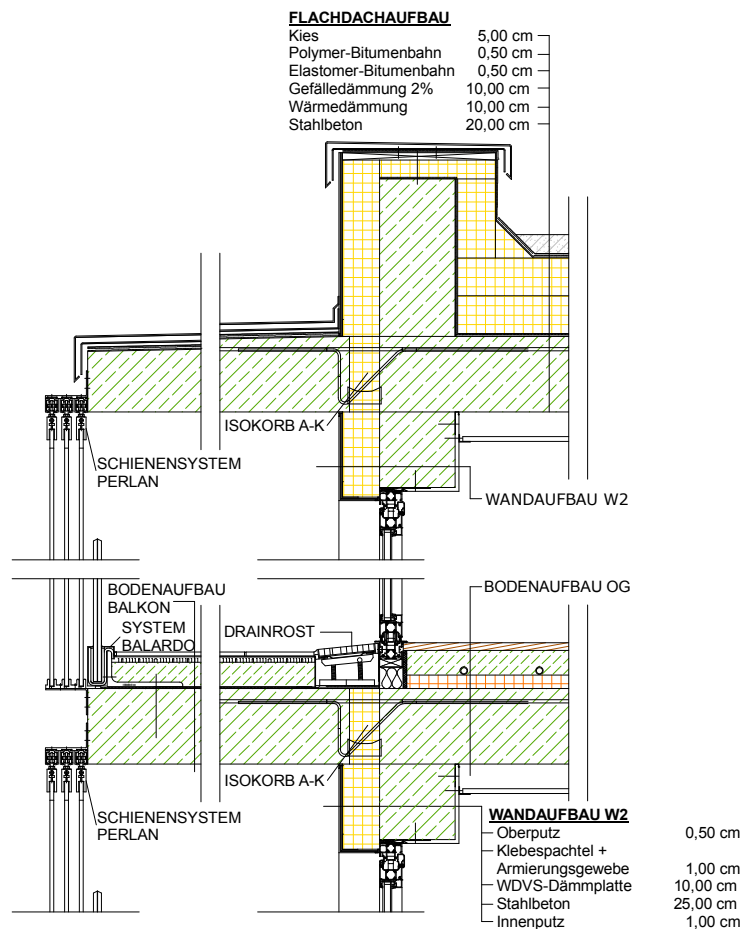 FLACHDACHAUFBAU
Kies 5,00 cm
Polymer-Bitumenbahn 0,50 cm
Elastomer-Bitumenbahn 0,50 cm
Gefälledämmung 2% 10,00 cm
Wärmedämmung 10,00 cm
Stahlbeton 20,00 cm
ISOKORB A-K
SCHIENENSYSTEM
PERLAN
WANDAUFBAU W2
BODENAUFBAU
BALKON
BODENAUFBAU OG
SYSTEM
BALARDO
DRAINROST
ISOKORB A-K
SCHIENENSYSTEM
PERLAN
WANDAUFBAU W2
Oberputz 0,50 cm
Klebespachtel +
Armierungsgewebe 1,00 cm
WDVS-Dämmplatte 10,00 cm
Stahlbeton 25,00 cm
Innenputz 1,00 cm